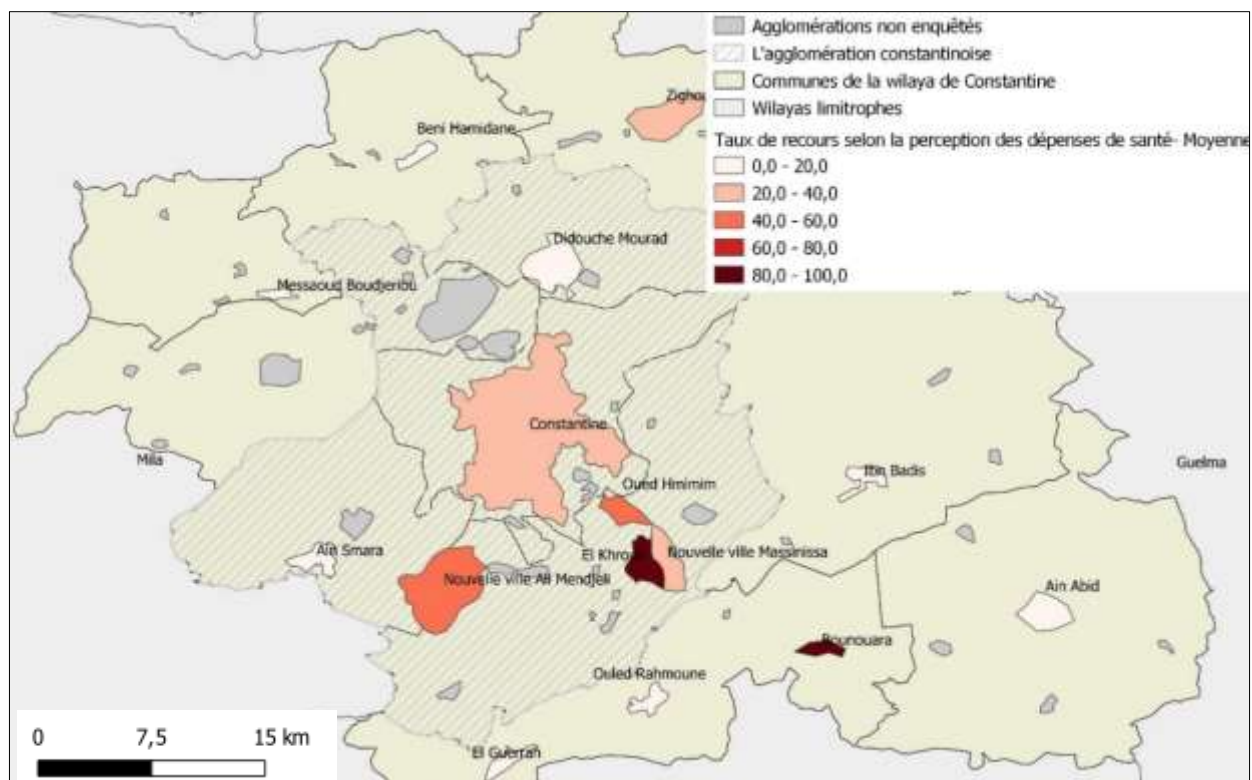 Agglomérations non enquêtés
L'agglomération constantinoise
Communes de la wilaya de Constantine
Wilayas limitrophes
Taux de recours selon la perception des dépenses de santé- Moyenne
0,0 - 20,0
20,0 - 40,0
40,0 - 60,0
60,0 - 80,0
80,0 - 100,0
Zighou
Beni Hamidane
Didouche Mourad
Messaoud Boudjeriou
Constantine
Mila
Guelma
Ibn Badis
Oued Hmimim
Ain Smara
El Khrou
Nouvelle ville Massinissa
Nouvelle ville Ali Mendjeli
Ain Abid
Bounouara
Ouled Rahmoune
El Guerrah
0 7,5 15 km